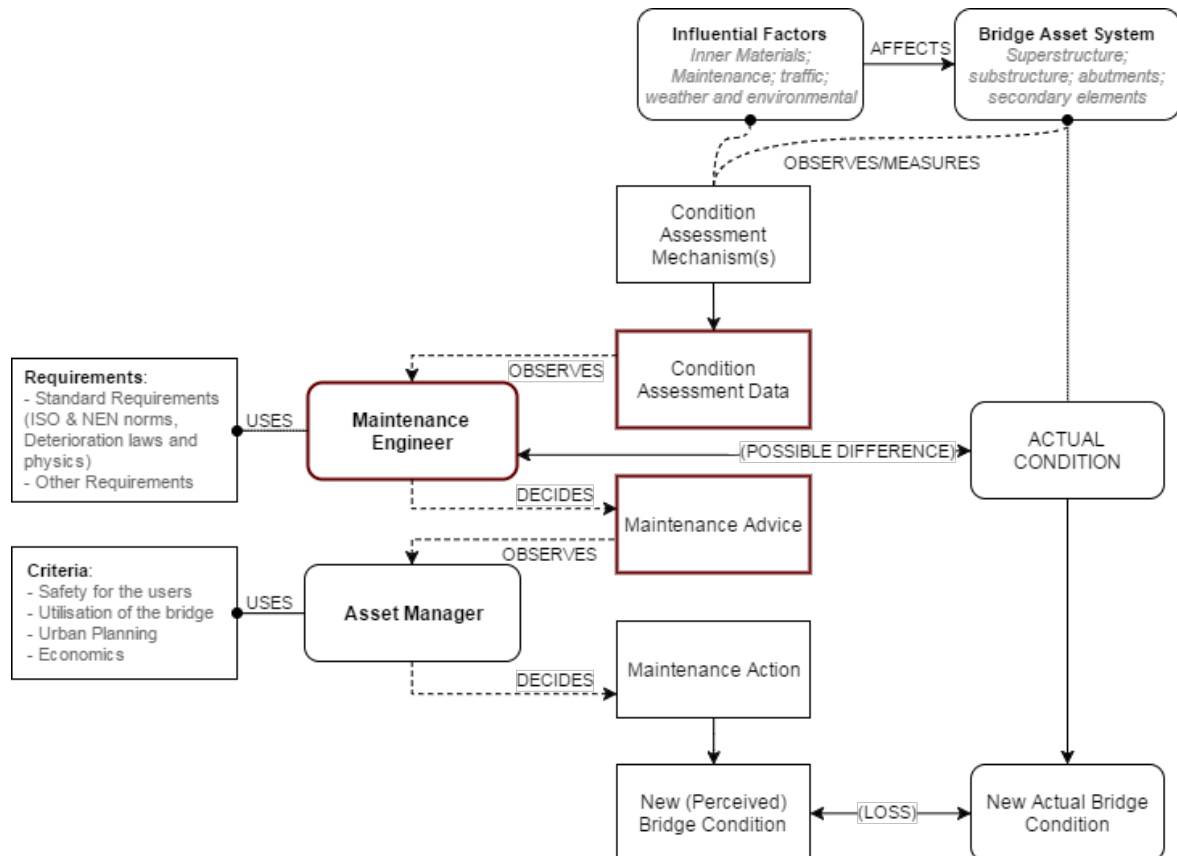 Influential Factors
Inner Materials;
Maintenance; traffic;
weather and environmental
AFFECTS
Bridge Asset System
Superstructure;
substructure; abutments;
secondary elements
OBSERVES/MEASURES
Condition
Assessment
Mechanism(s)
Condition
Assessment Data
OBSERVES
Requirements:
- Standard Requirements
(ISO & NEN norms,
Deterioration laws and
physics)
- Other Requirements
USES
Maintenance
Engineer
(POSSIBLE DIFFERENCE)
ACTUAL
CONDITION
DECIDES
Maintenance Advice
OBSERVES
Criteria:
- Safety for the users
- Utilisation of the bridge
- Urban Planning
- Economics
USES
Asset Manager
DECIDES
Maintenance Action
New (Perceived)
Bridge Condition
(LOSS)
New Actual Bridge
Condition